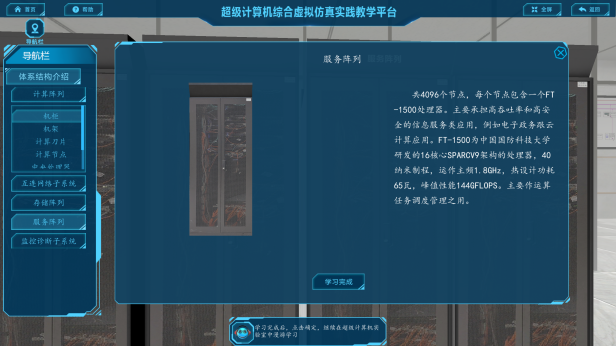 首页
帮助
超级计算机综合虚拟仿真实践教学平台
全屏
返回
导航栏
导航栏
体系结构介绍
计算阵列
机柜
机架
计算刀片
计算节点
中央处理器
互连网络子系统
存储阵列
服务阵列
监控诊断子系统
服务阵列
共4096个节点，每个节点包含一个FT
-1500处理器。主要承担高吞吐率和高安
全的信息服务类应用，例如电子政务跟云
计算应用。FT-1500为中国国防科技大学
研发的16核心SPARCV9架构的处理器，40
纳米制程，运作主频1.8GHz，热设计功耗
65元，峰值性能144GFLOPS。主要作运算
任务调度管理之用。
学习完成
学习完成后，点击确定，继续在超级计算机实
验室中漫游学习